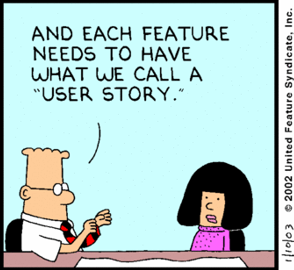 AND EACH FEATURE
NEEDS TO HAVE
WHAT WE CALL A
"USER STORY."
© 2002 United Feature Syndicate, Inc.
1/10/03